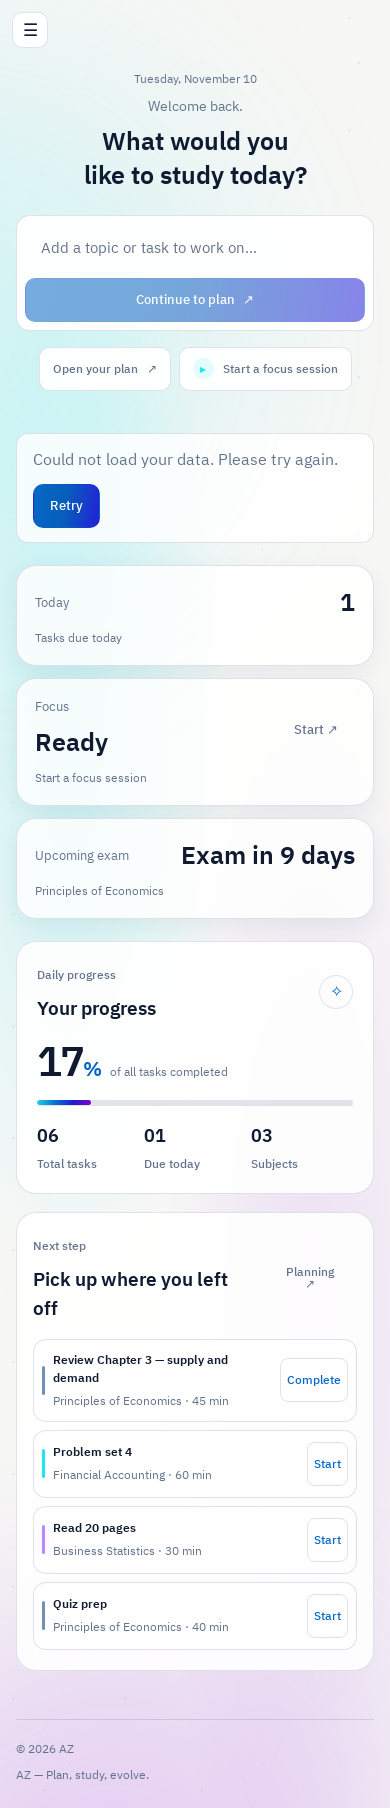 Tuesday, November 10
Welcome back.
What would you
like to study today?
Add a topic or task to work on...
Continue to plan ↗
Open your plan ↗
Start a focus session
Could not load your data. Please try again.
Retry
Today
1
Tasks due today
Focus
Ready
Start ↗
Start a focus session
Upcoming exam
Exam in 9 days
Principles of Economics
Daily progress
Your progress
17% of all tasks completed
06
01
03
Total tasks
Due today
Subjects
Next step
Pick up where you left
off
Planning
↗
Review Chapter 3 — supply and
demand
Principles of Economics · 45 min
Complete
Problem set 4
Financial Accounting · 60 min
Start
Read 20 pages
Business Statistics · 30 min
Start
Quiz prep
Principles of Economics · 40 min
Start
© 2026 AZ
AZ — Plan, study, evolve.